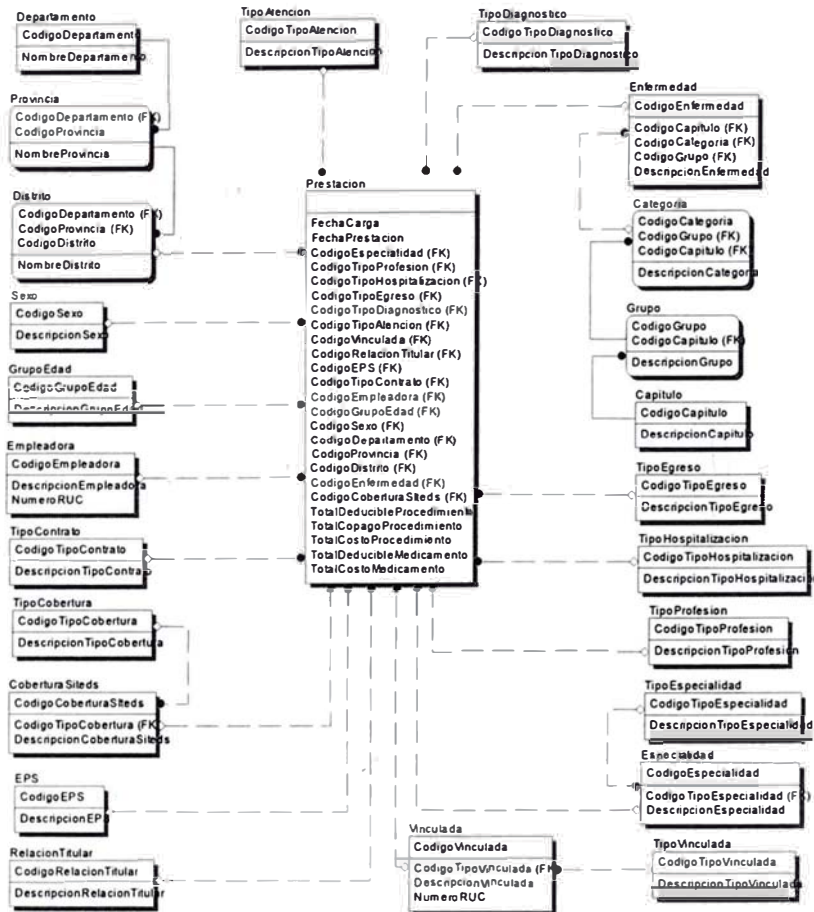 Departamento
CodigoDepartamento
NombreDepartamento
Provincia
CodigoDepartamento (FK)
CodigoProvincia
NombreProvincia
Distrito
CodigoDepartamento (FK)
CodigoProvincia (FK)
CodigoDistrito
NombreDistrito
Sexo
CodigoSexo
DescripcionSexo
GrupoEdad
CodigoGrupoEdad
DescripcionGrupoEdad
Empleadora
CodigoEmpleadora
DescripcionEmpleadora
NumeroRUC
TipoContrato
CodigoTipoContrato
DescripcionTipoContrato
TipoCobertura
CodigoTipoCobertura
DescripcionTipoCobertura
CoberturaSiteds
CodigoCoberturaSiteds
CodigoTipoCobertura (FK)
DescripcionCoberturaSiteds
EPS
CodigoEPS
DescripcionEPS
RelacionTitular
CodigoRelacionTitular
DescripcionRelacionTitular
TipoAtencion
CodigoTipoAtencion
DescripcionTipoAtencion
Prestacion
FechaCarga
FechaPrestacion
CodigoEspecialidad (FK)
CodigoTipoProfesion (FK)
CodigoTipoHospitalizacion (FK)
CodigoTipoEgreso (FK)
CodigoTipoDiagnostico (FK)
CodigoTipoAtencion (FK)
CodigoVinculada (FK)
CodigoRelacionTitular (FK)
CodigoEPS (FK)
CodigoTipoContrato (FK)
CodigoEmpleadora (FK)
CodigoGrupoEdad (FK)
CodigoSexo (FK)
CodigoDepartamento (FK)
CodigoProvincia (FK)
CodigoDistrito (FK)
CodigoEnfermedad (FK)
CodigoCoberturaSiteds (FK)
TotalDeducibleProcedimiento
TotalCopagoProcedimiento
TotalCostoProcedimiento
TotalDeducibleMedicamento
TotalCostoMedicamento
Vinculada
CodigoVinculada
CodigoTipoVinculada (FK)
DescripcionVinculada
NumeroRUC
TipoDiagnostico
CodigoTipoDiagnostico
DescripcionTipoDiagnostico
Enfermedad
CodigoEnfermedad
CodigoCapitulo (FK)
CodigoCategoria (FK)
CodigoGrupo (FK)
DescripcionEnfermedad
Categoria
CodigoCategoria
CodigoGrupo (FK)
CodigoCapitulo (FK)
DescripcionCategoria
Grupo
CodigoGrupo
CodigoCapitulo (FK)
DescripcionGrupo
Capitulo
CodigoCapitulo
DescripcionCapitulo
TipoEgreso
CodigoTipoEgreso
DescripcionTipoEgreso
TipoHospitalizacion
CodigoTipoHospitalizacion
DescripcionTipoHospitalizacion
TipoProfesion
CodigoTipoProfesion
DescripcionTipoProfesion
TipoEspecialidad
CodigoTipoEspecialidad
DescripcionTipoEspecialidad
Especialidad
CodigoEspecialidad
CodigoTipoEspecialidad (FK)
DescripcionEspecialidad
TipoVinculada
CodigoTipoVinculada
DescripcionTipoVinculada